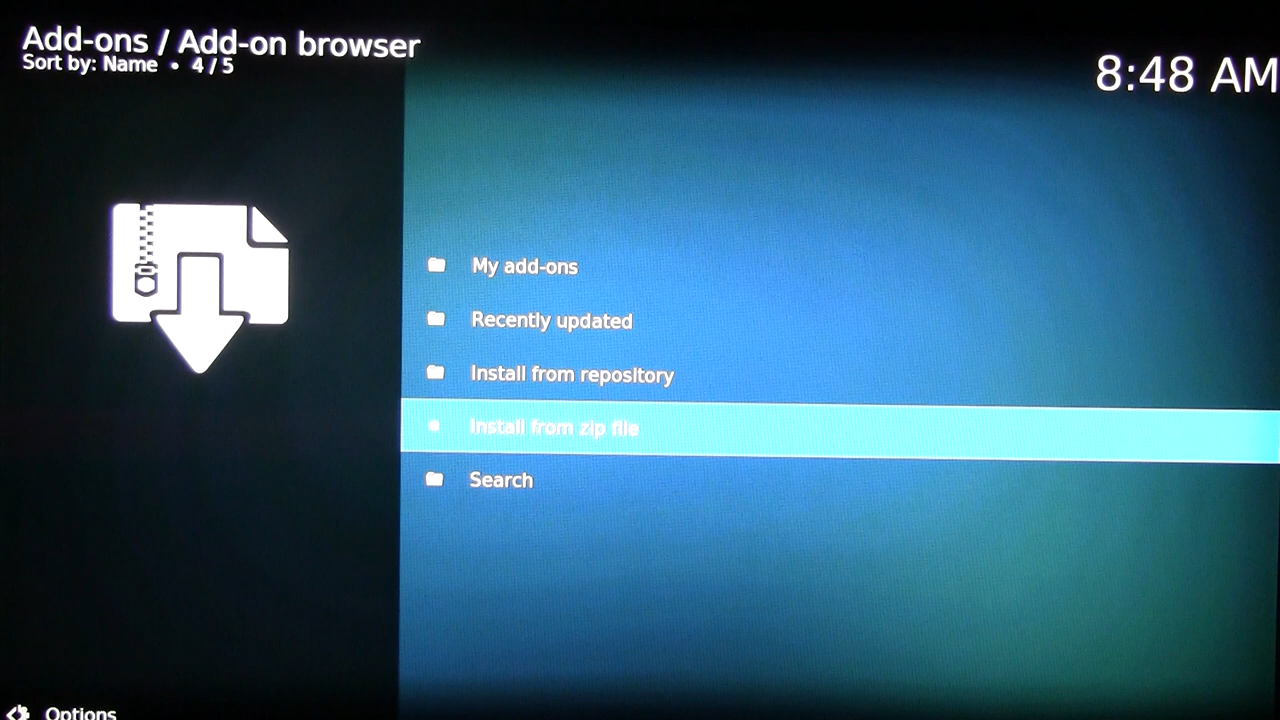 Add-ons / Add-on browser
Sort by: Name • 4 / 5
8:48 AM
My add-ons
Recently updated
Install from repository
Install from zip file
Search
Options